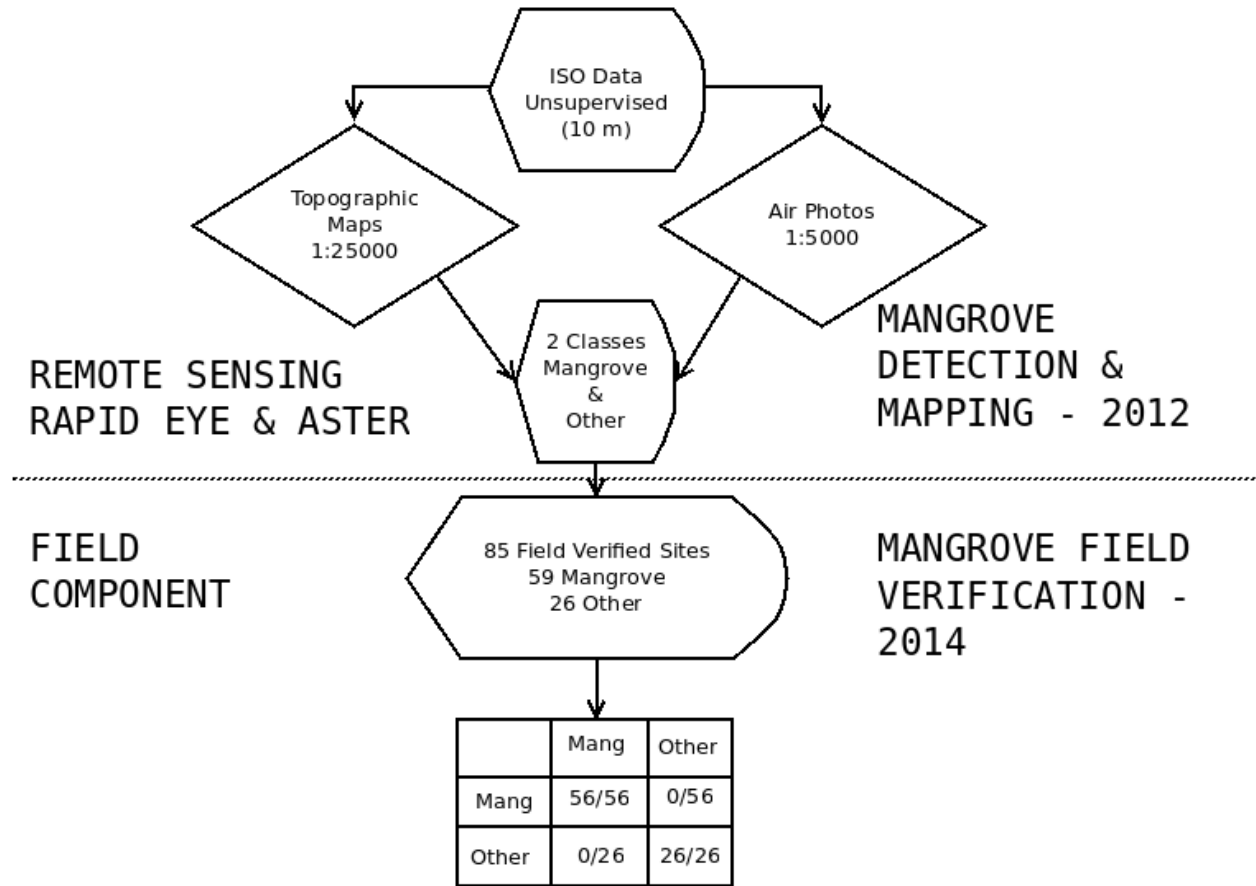 ISO Data
Unsupervised
(10 m)
Topographic
Maps
1:25000
Air Photos
1:5000
2 Classes
Mangrove
&
Other
REMOTE SENSING
RAPID EYE & ASTER
MANGROVE
DETECTION &
MAPPING - 2012
FIELD
COMPONENT
85 Field Verified Sites
59 Mangrove
26 Other
MANGROVE FIELD
VERIFICATION -
2014
Mang Other
Mang 56/56 0/56
Other 0/26 26/26